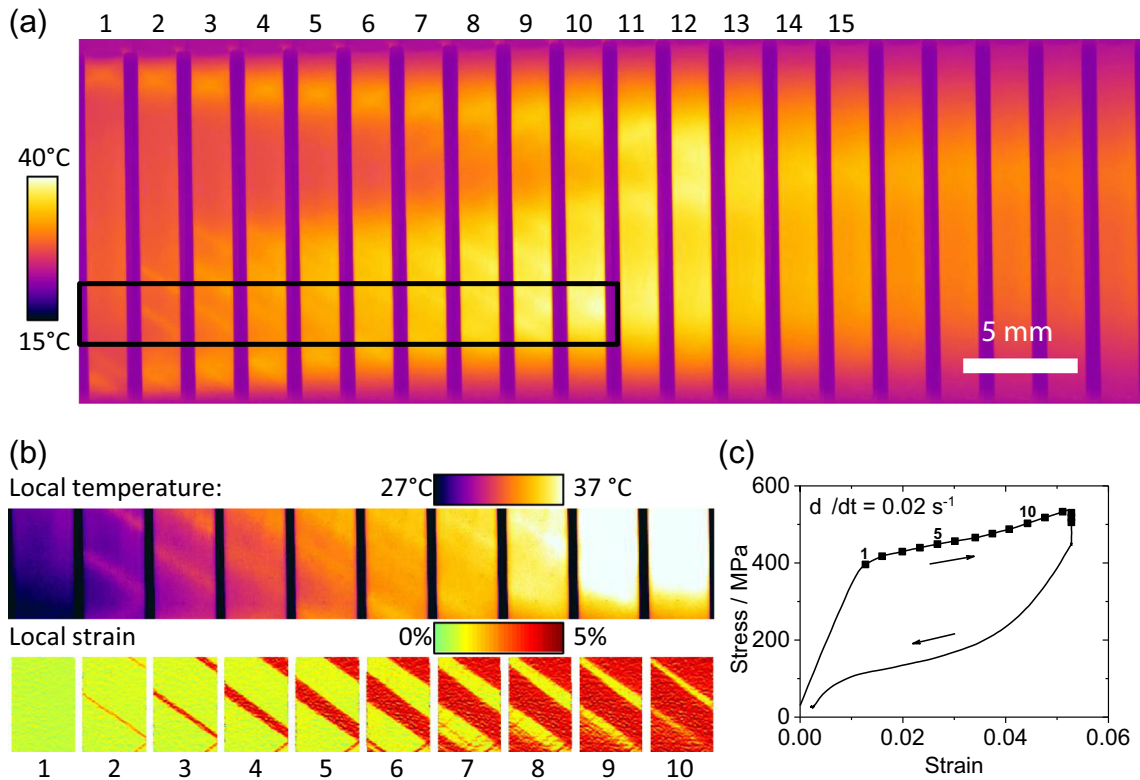 (a)
1 2 3 4 5 6 7 8 9 10 11 12 13 14 15
40°C
15°C
5 mm
(b)
Local temperature:
27°C
37 °C
Local strain
0%
5%
1 2 3 4 5 6 7 8 9 10
(c)
d /dt = 0.02 s⁻¹
600
400
200
0
Stress / MPa
1
5
10
0.00 0.02 0.04 0.06
Strain